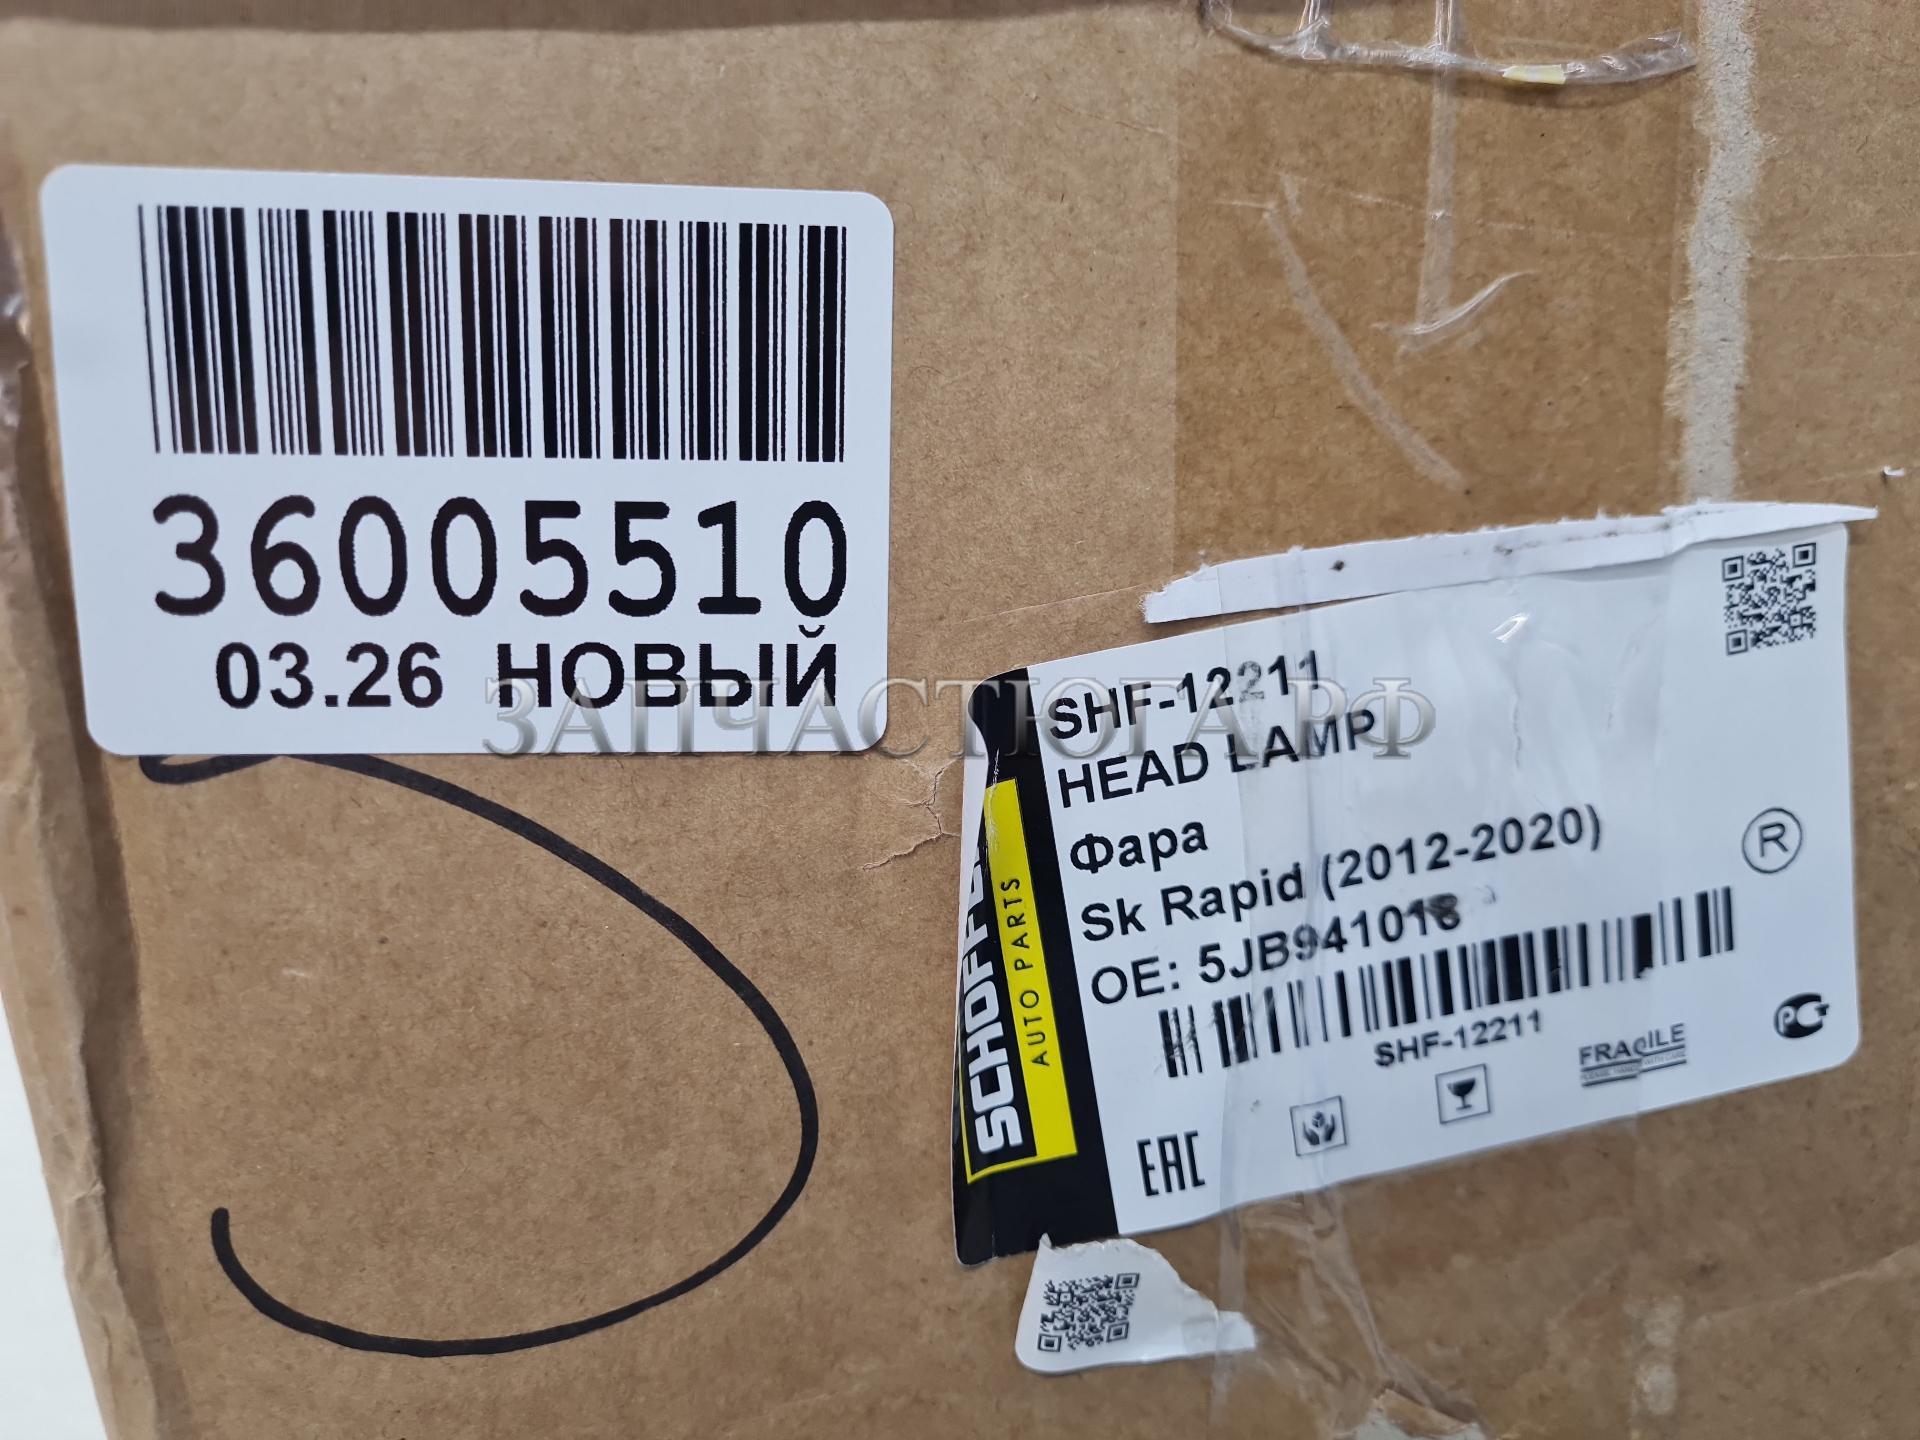 36005510
03.26 НОВЫЙ
ЗАПЧАСТЮГА.РФ
SHF-12211
HEAD LAMP
Фара
Sk Rapid (2012-2020)
OE: 5JB941018
SHF-12211
AUTO PARTS
FRAGILE
EAC
R